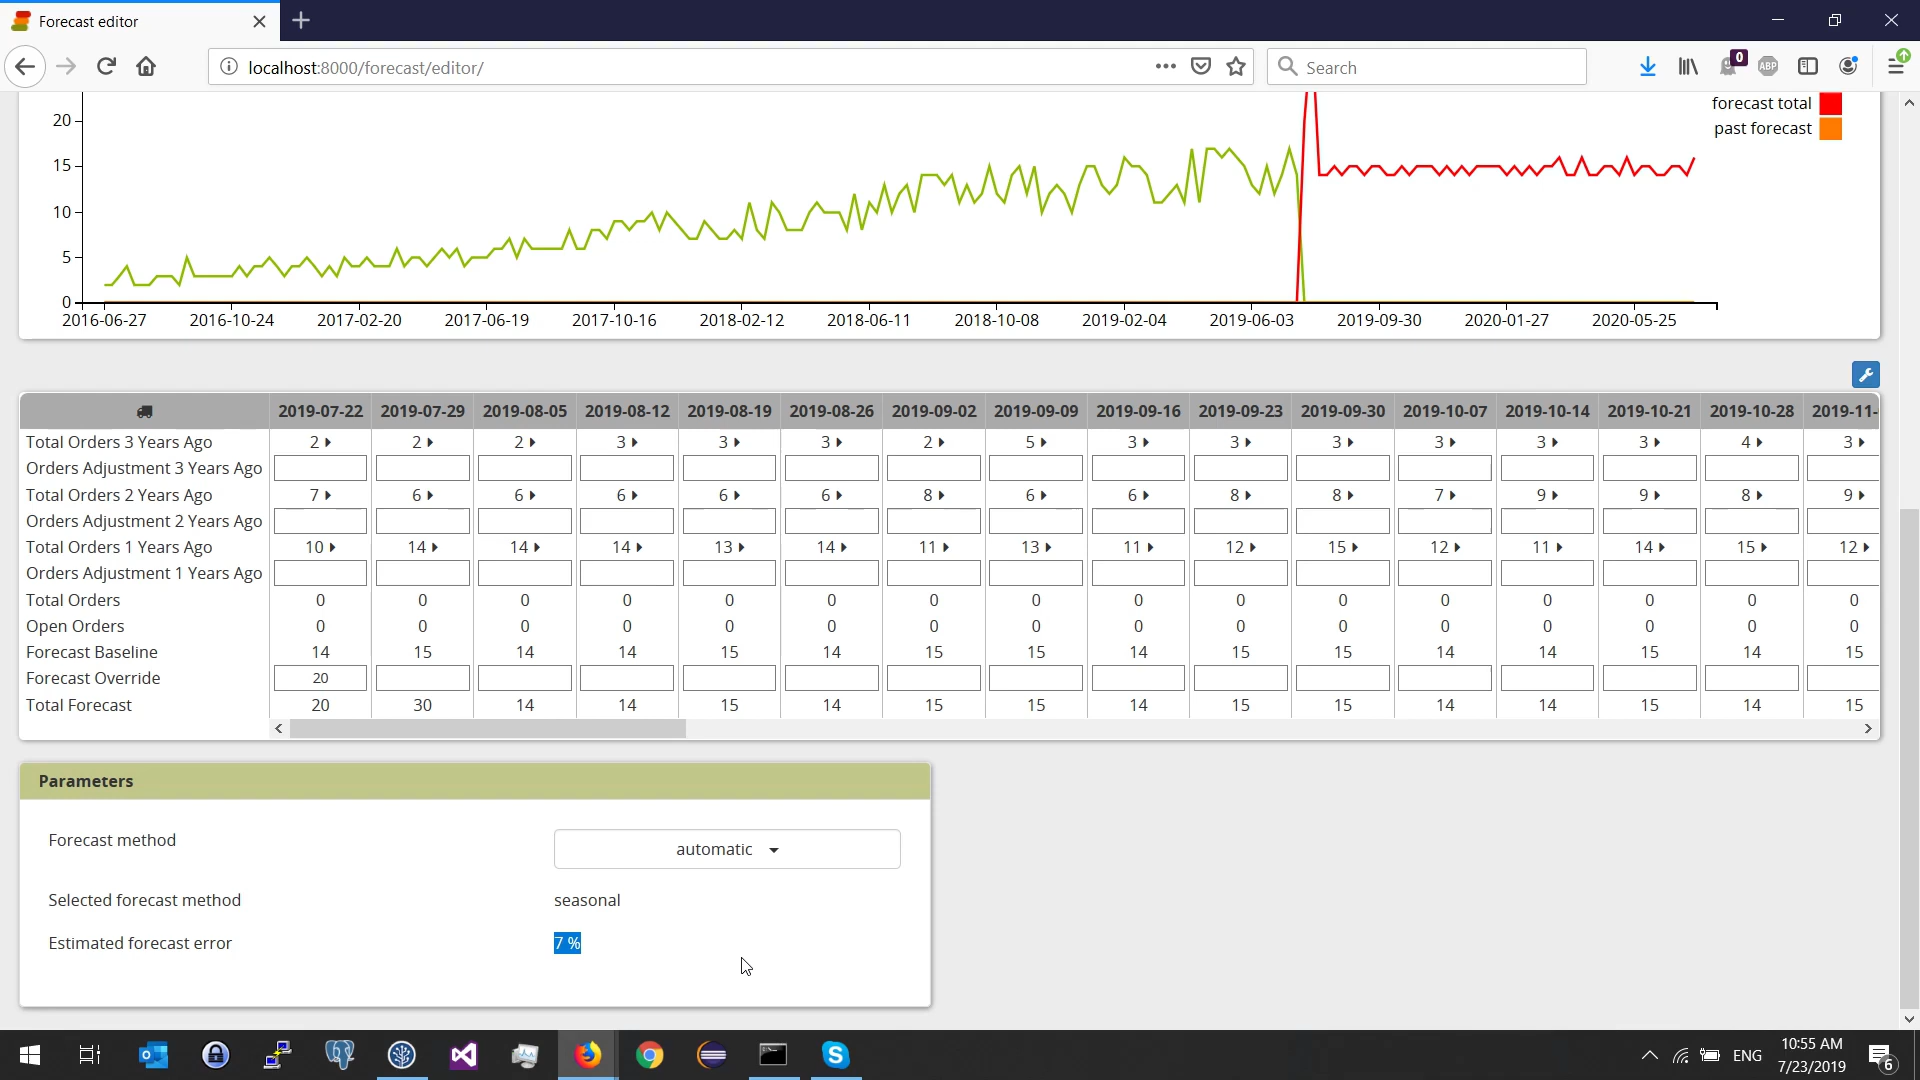 Forecast editor
localhost:8000/forecast/editor/
Search
0
ABP
forecast total
past forecast
20
15
10
5
0
2016-06-27 2016-10-24 2017-02-20 2017-06-19 2017-10-16 2018-02-12 2018-06-11 2018-10-08 2019-02-04 2019-06-03 2019-09-30 2020-01-27 2020-05-25
2019-07-22 2019-07-29 2019-08-05 2019-08-12 2019-08-19 2019-08-26 2019-09-02 2019-09-09 2019-09-16 2019-09-23 2019-09-30 2019-10-07 2019-10-14 2019-10-21 2019-10-28 2019-11-
Total Orders 3 Years Ago 2 2 2 3 3 3 2 5 3 3 3 3 3 3 4 3
Orders Adjustment 3 Years Ago
Total Orders 2 Years Ago 7 6 6 6 6 6 8 6 6 8 8 7 9 9 8 9
Orders Adjustment 2 Years Ago
Total Orders 1 Years Ago 10 14 14 14 13 14 11 13 11 12 15 12 11 14 15 12
Orders Adjustment 1 Years Ago
Total Orders 0 0 0 0 0 0 0 0 0 0 0 0 0 0 0 0
Open Orders 0 0 0 0 0 0 0 0 0 0 0 0 0 0 0 0
Forecast Baseline 14 15 14 14 15 14 15 15 14 15 15 14 14 15 14 15
Forecast Override 20
Total Forecast 20 30 14 14 15 14 15 15 14 15 15 14 14 15 14 15
Parameters
Forecast method automatic
Selected forecast method seasonal
Estimated forecast error 7 %
ENG
10:55 AM
7/23/2019
6